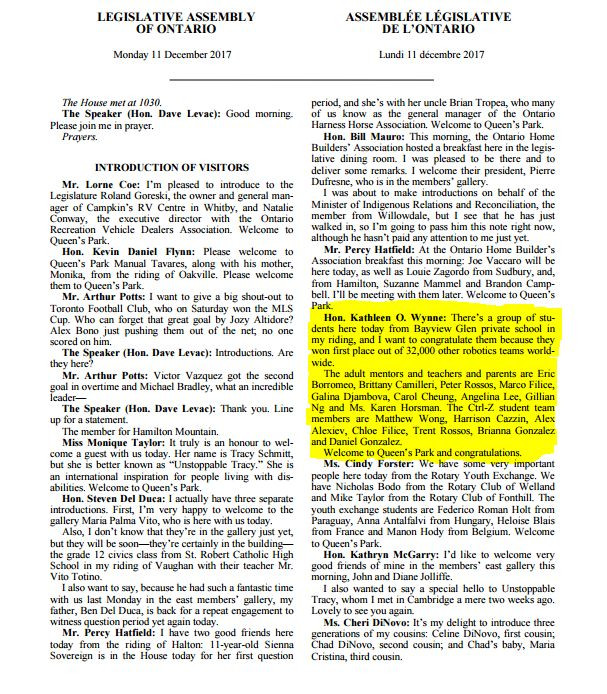 LEGISLATIVE ASSEMBLY
OF ONTARIO
Monday 11 December 2017
ASSEMBLÉE LÉGISLATIVE
DE L'ONTARIO
Lundi 11 décembre 2017
The House met at 1030.
The Speaker (Hon. Dave Levac): Good morning.
Please join me in prayer.
Prayers.
INTRODUCTION OF VISITORS
Mr. Lorne Coe: I'm pleased to introduce to the
Legislature Roland Goreski, the owner and general man-
ager of Campkin's RV Centre in Whitby, and Natalie
Conway, the executive director with the Ontario
Recreation Vehicle Dealers Association. Welcome to
Queen's Park.
Hon. Kevin Daniel Flynn: Please welcome to
Queen's Park Manual Tavares, along with his mother,
Monika, from the riding of Oakville. Please welcome
them to Queen's Park.
Mr. Arthur Potts: I want to give a big shout-out to
Toronto Football Club, who on Saturday won the MLS
Cup. Who can forget that great goal by Jozy Altidore?
Alex Bono just pushing them out of the net; no one
scored on him.
The Speaker (Hon. Dave Levac): Introductions. Are
they here?
Mr. Arthur Potts: Victor Vazquez got the second
goal in overtime and Michael Bradley, what an incredible
leader—
The Speaker (Hon. Dave Levac): Thank you. Line
up for a statement.
The member for Hamilton Mountain.
Miss Monique Taylor: It truly is an honour to wel-
come a guest with us today. Her name is Tracy Schmitt,
but she is better known as "Unstoppable Tracy." She is
an international inspiration for people living with dis-
abilities. Welcome to Queen's Park.
Hon. Steven Del Duca: I actually have three separate
introductions. First, I'm very happy to welcome to the
gallery Maria Palma Vito, who is here with us today.
Also, I don't know that they're in the gallery just yet,
but they will be soon—they're certainly in the building—
the grade 12 civics class from St. Robert Catholic High
School in my riding of Vaughan with their teacher Mr.
Vito Totino.
I also want to say, because he had such a fantastic time
with us last Monday in the east members' gallery, my
father, Ben Del Duca, is back for a repeat engagement to
witness question period yet again today.
Mr. Percy Hatfield: I have two good friends here
today from the riding of Halton: 11-year-old Sienna
Sovereign is in the House today for her first question
period, and she's with her uncle Brian Tropea, who many
of us know as the general manager of the Ontario
Harness Horse Association. Welcome to Queen's Park.
Hon. Bill Mauro: This morning, the Ontario Home
Builders' Association hosted a breakfast here in the legis-
lative dining room. I was pleased to be there and to
deliver some remarks. I welcome their president, Pierre
Dufresne, who is in the members' gallery.
I was about to make introductions on behalf of the
Minister of Indigenous Relations and Reconciliation, the
member from Willowdale, but I see that he has just
walked in, so I'm going to pass him this note right now,
although he hasn't paid any attention to me just yet.
Mr. Percy Hatfield: At the Ontario Home Builder's
Association breakfast this morning: Joe Vaccaro will be
here today, as well as Louie Zagordo from Sudbury, and,
from Hamilton, Suzanne Mammel and Brandon Camp-
bell. I'll be meeting with them later. Welcome to Queen's
Park.
Hon. Kathleen O. Wynne: There's a group of stu-
dents here today from Bayview Glen private school in
my riding, and I want to congratulate them because they
won first place out of 32,000 other robotics teams world-
wide.
The adult mentors and teachers and parents are Eric
Borromeo, Brittany Camilleri, Peter Rossos, Marco Filice,
Galina Djambova, Carol Cheung, Angelina Lee, Gillian
Ng and Ms. Karen Horsman. The Ctrl-Z student team
members are Matthew Wong, Harrison Cazzin, Alex
Alexiev, Chloe Filice, Trent Rossos, Brianna Gonzalez
and Daniel Gonzalez.
Welcome to Queen's Park and congratulations.
Ms. Cindy Forster: We have some very important
people here today from the Rotary Youth Exchange. We
have Nicholas Bodo from the Rotary Club of Welland
and Mike Taylor from the Rotary Club of Fonthill. The
youth exchange students are Federico Roman Holt from
Paraguay, Anna Antalfalvi from Hungary, Heloise Blais
from France and Manon Hody from Belgium. Welcome
to Queen's Park.
Hon. Kathryn McGarry: I'd like to welcome very
good friends of mine in the members' east gallery this
morning, John and Diane Jolliffe.
I also wanted to say a special hello to Unstoppable
Tracy, whom I met in Cambridge a mere two weeks ago.
Lovely to see you again.
Ms. Cheri DiNovo: It's my delight to introduce three
generations of my cousins: Celine DiNovo, first cousin;
Chad DiNovo, second cousin; and Chad's baby, Maria
Cristina, third cousin.